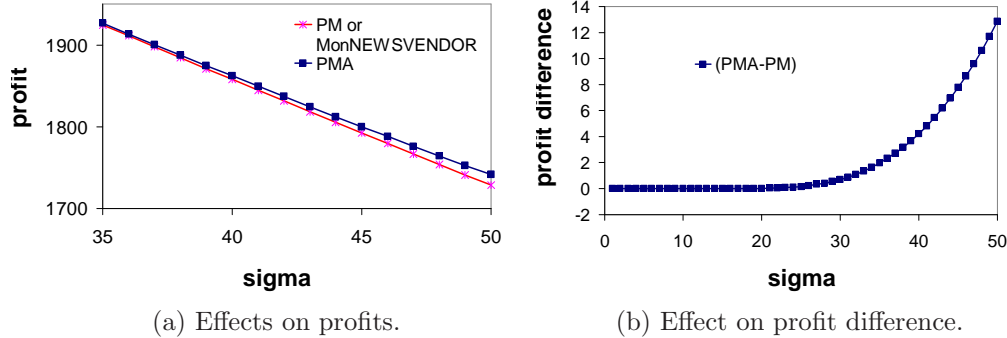 profit
1900
1800
1700
35
40
45
50
sigma
PM or
MonNEWSVENDOR
PMA
(a) Effects on profits.
profit difference
14
12
10
8
6
4
2
0
-2
0
10
20
30
40
50
sigma
(PMA-PM)
(b) Effect on profit difference.